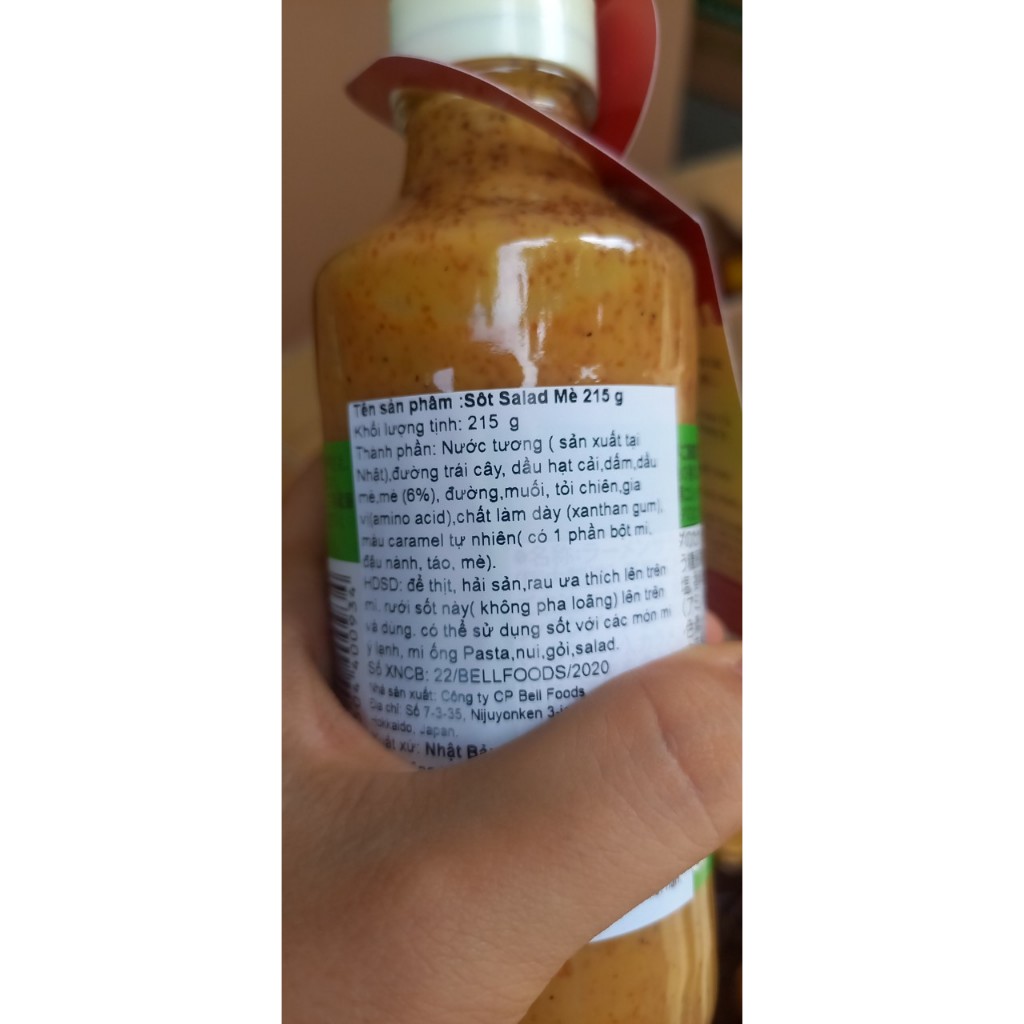 Tên sản phẩm :Sôt Salad Mè 215 g
Khối lượng tịnh: 215 g
Thành phần: Nước tương ( sản xuất tại
Nhật),đường trái cây, dầu hạt cải,dấm,dầu
mè,mè (6%), đường,muối, tỏi chiên,gia
vị(amino acid),chất làm dày (xanthan gum),
màu caramel tự nhiên( có 1 phần bột mì,
đậu nành, táo, mè).
HDSD: để thịt, hải sản,rau ưa thích lên trên
mì, rưới sốt này( không pha loãng) lên trên
và dùng. có thể sử dụng sốt với các món mì
ý lạnh, mì ống Pasta,nui,gỏi,salad.
Số XNCB: 22/BELLFOODS/2020
Nhà sản xuất: Công ty CP Bell Foods
Địa chỉ: Số 7-3-35, Nijuyonken
Hokkaido, Japan.
xứ: Nhật